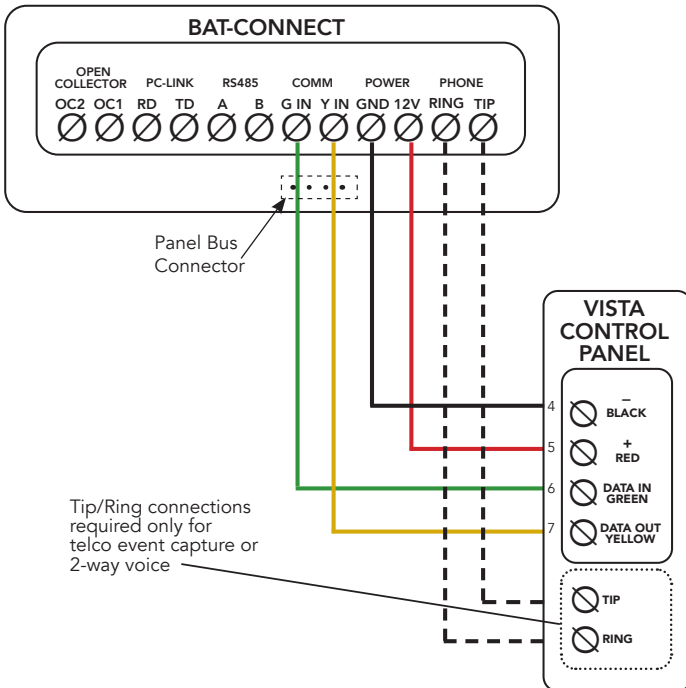 BAT-CONNECT
OPEN
COLLECTOR PC-LINK RS485 COMM POWER PHONE
OC2 OC1 RD TD A B G IN Y IN GND 12V RING TIP
Panel Bus
Connector
VISTA
CONTROL
PANEL
4 –
BLACK
5 +
RED
6 DATA IN
GREEN
7 DATA OUT
YELLOW
Tip/Ring connections
required only for
telco event capture or
2-way voice
TIP
RING